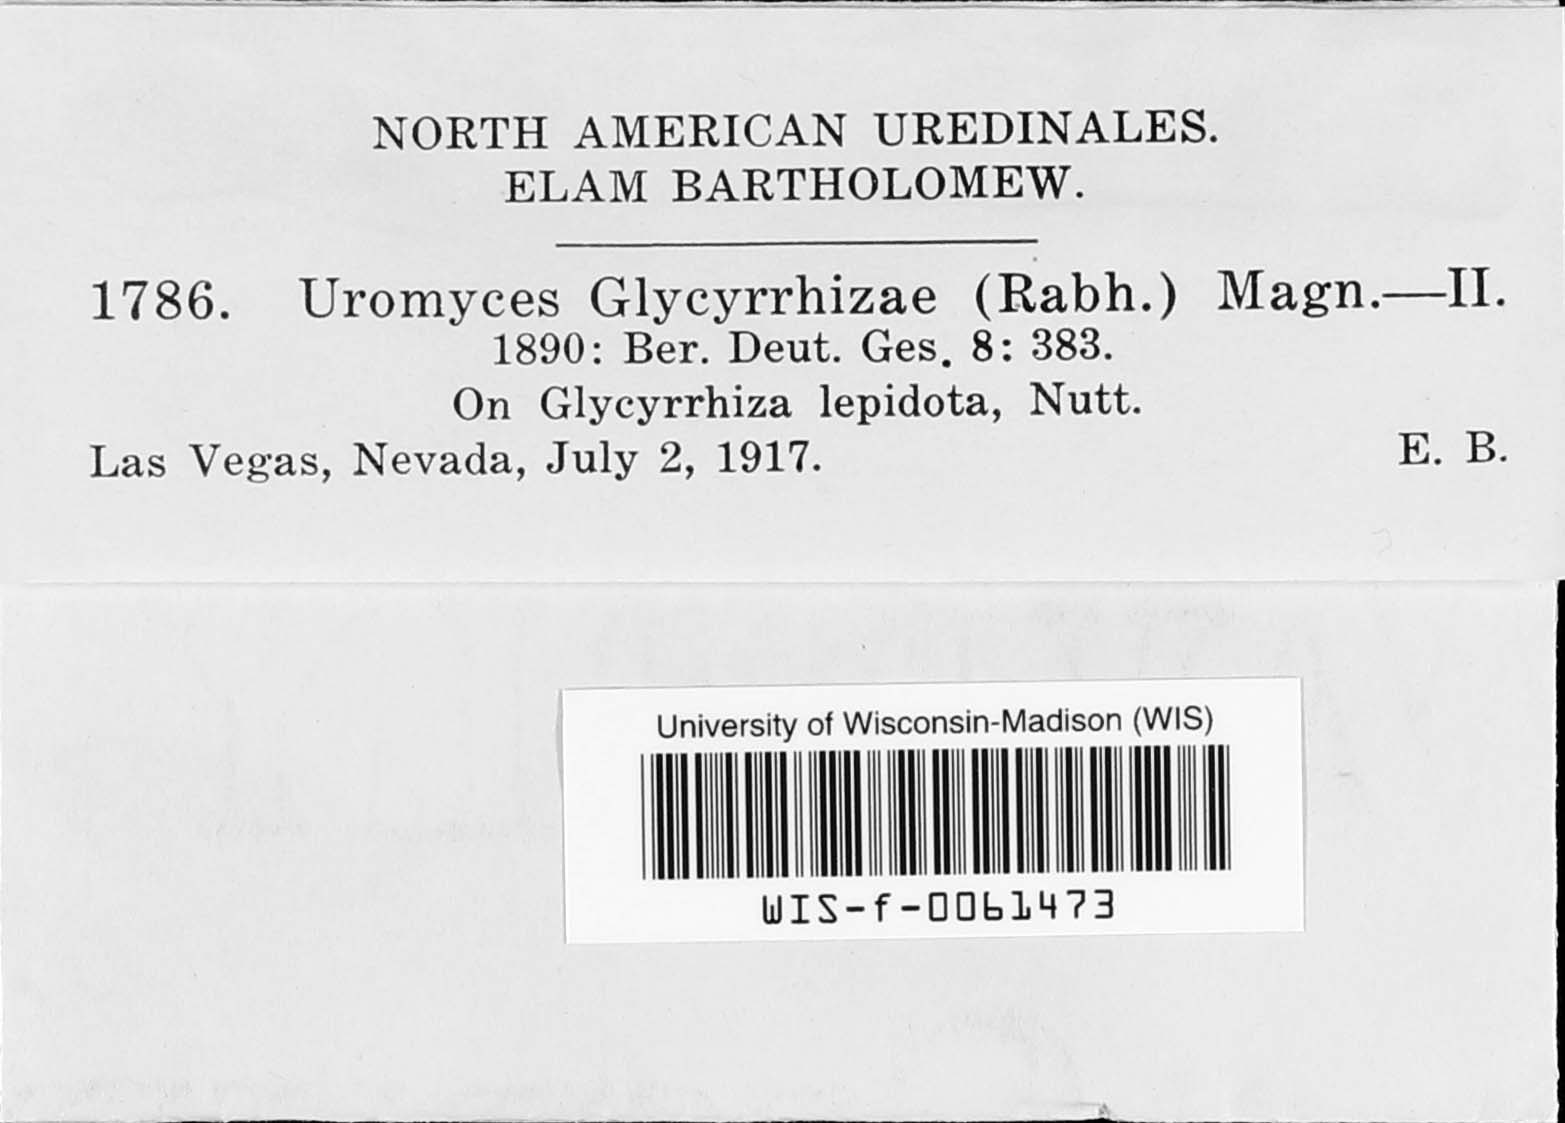 NORTH AMERICAN UREDINALES.
ELAM BARTHOLOMEW.
1786. Uromyces Glycyrrhizae (Rabh.) Magn.—II.
1890: Ber. Deut. Ges. 8: 383.
On Glycyrrhiza lepidota, Nutt.
Las Vegas, Nevada, July 2, 1917. E. B.
University of Wisconsin-Madison (WIS)
WIS-f-0061473